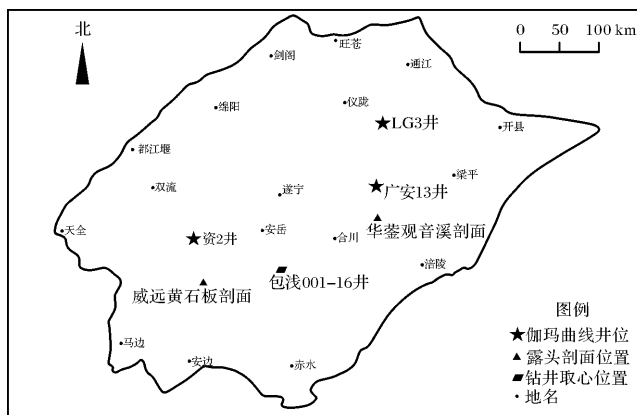 北
0 50 100 km
旺苍
剑阁
通江
绵阳
仪陇
LG3井
开县
都江堰
双流
遂宁
广安13井
梁平
天全
资2井
安岳
合川
华蓥观音溪剖面
涪陵
包浅001-16井
威远黄石板剖面
马边
安边
赤水
图例
伽玛曲线井位
露头剖面位置
钻井取心位置
地名